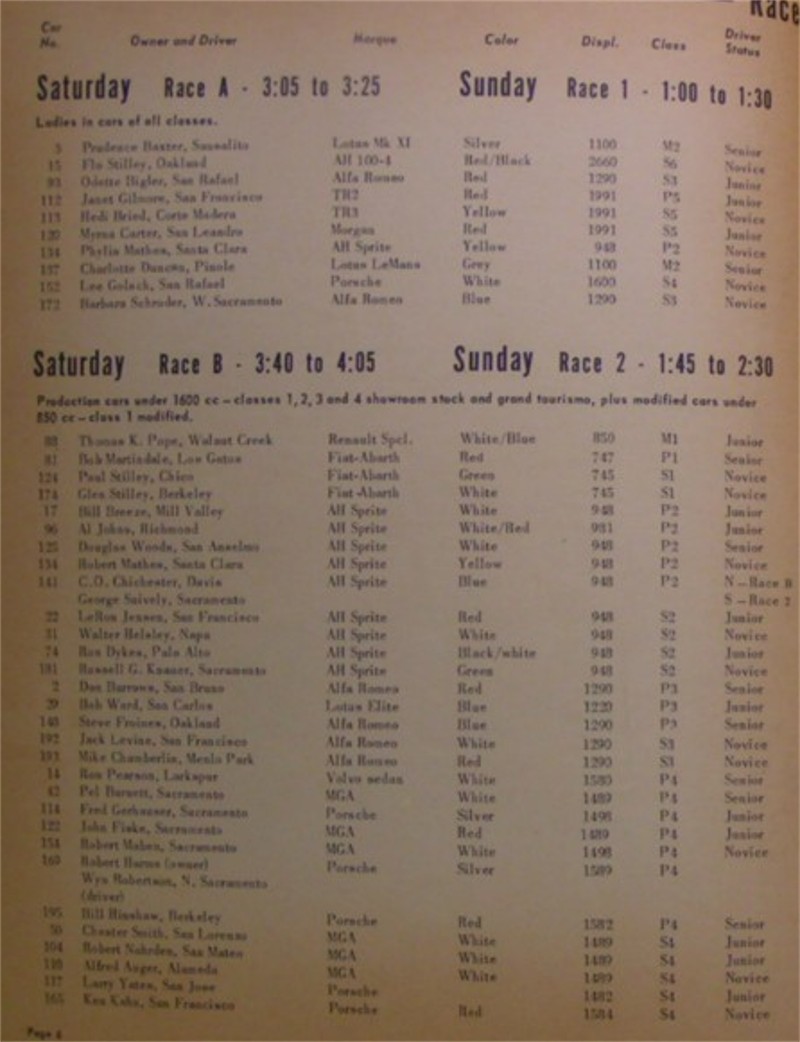 Race
Car No. Owner and Driver Marque Color Displ. Class Driver Status
Saturday Race A - 3:05 to 3:25 Sunday Race 1 - 1:00 to 1:30
Ladies in cars of all classes.
Prudence Baxter, Sausalito Lotus Mk XI Silver 1100 M2 Senior
15 Flo Stilley, Oakland AH 100-4 Red/Black 2660 S6 Novice
Odette Bigler, San Rafael Alfa Romeo Red 1290 S3 Junior
112 Janet Gilmore, San Francisco TR2 Red 1991 P5 Junior
113 Hedi Bried, Corte Madera TR3 Yellow 1991 S5 Novice
120 Myrna Carter, San Leandro Morgan Red 1991 S5 Junior
134 Phylis Mathes, Santa Clara AH Sprite Yellow 948 P2 Novice
137 Charlotte Pinole Lotus LeMans Grey 1100 M2 Senior
152 Lee Golach, San Rafael Porsche White 1600 S4 Novice
172 Barbara Schroder, W. Sacramento Alfa Romeo Blue 1290 S3 Novice
Saturday Race B - 3:40 to 4:05 Sunday Race 2 - 1:45 to 2:30
Production cars under 1600 cc – classes 1, 2, 3 and 4 showroom stock and grand tourismo, plus modified cars under
850 cc – class 1 modified.
88 Thomas K. Pope, Walnut Creek Renault Spcl. White/Blue 850 M1 Junior
81 Bob Martindale, Los Gatos Fiat-Abarth Red 747 P1 Senior
124 Paul Stilley, Chico Fiat-Abarth Green 745 S1 Novice
174 Glen Stilley, Berkeley Fiat-Abarth White 745 S1 Novice
17 Bill Breeze, Mill Valley AH Sprite White 948 P2 Junior
96 Al Johns, Richmond AH Sprite White/Red 981 P2 Junior
125 Douglas Woods, San Anselmo AH Sprite White 948 P2 Senior
134 Robert Mathes, Santa Clara AH Sprite Yellow 948 P2 Novice
141 C.O. Chichester, Davis AH Sprite Blue 948 P2 N – Race B
George Snively, Sacramento S – Race 2
22 LeRoy Jensen, San Francisco AH Sprite Red 948 S2 Junior
31 Walter Napa AH Sprite White 948 S2 Novice
74 Ron Dykes, Palo Alto AH Sprite Black/white 948 S2 Junior
181 Russell G. Sacramento AH Sprite Green 948 S2 Novice
2 Don Barrows, San Bruno Alfa Romeo Red 1290 P3 Senior
29 Bob Ward, San Carlos Lotus Elite Blue 1220 P3 Junior
148 Steve Froines, Oakland Alfa Romeo Blue 1290 P3 Senior
192 Jack Levine, San Francisco Alfa Romeo White 1290 S3 Novice
193 Mike Chamberlin, Menlo Park Alfa Romeo Red 1290 S3 Novice
14 Ron Pearson, Larkspur Volvo sedan White 1580 P4 Senior
42 Pel Barnett, Sacramento MGA White 1489 P4 Senior
114 Fred Gerhauser, Sacramento Porsche Silver 1498 P4 Junior
122 John Fiske, Sacramento MGA Red 1489 P4 Junior
154 Robert Maben, Sacramento MGA White 1498 P4 Novice
169 Robert Harms (owner) Porsche Silver 1589 P4
Wyn Robertson, N. Sacramento
(driver)
195 Bill Hinshaw, Berkeley Porsche Red 1582 P4 Senior
50 Chester Smith, San Lorenzo MGA White 1489 S4 Junior
104 Robert Nohrden, San Mateo MGA White 1489 S4 Junior
110 Alfred Auger, Alameda MGA White 1489 S4 Novice
117 Larry Yates, San Jose Porsche 1482 S4 Junior
165 Ken Kahn, San Francisco Porsche Red 1584 S4 Novice
Page